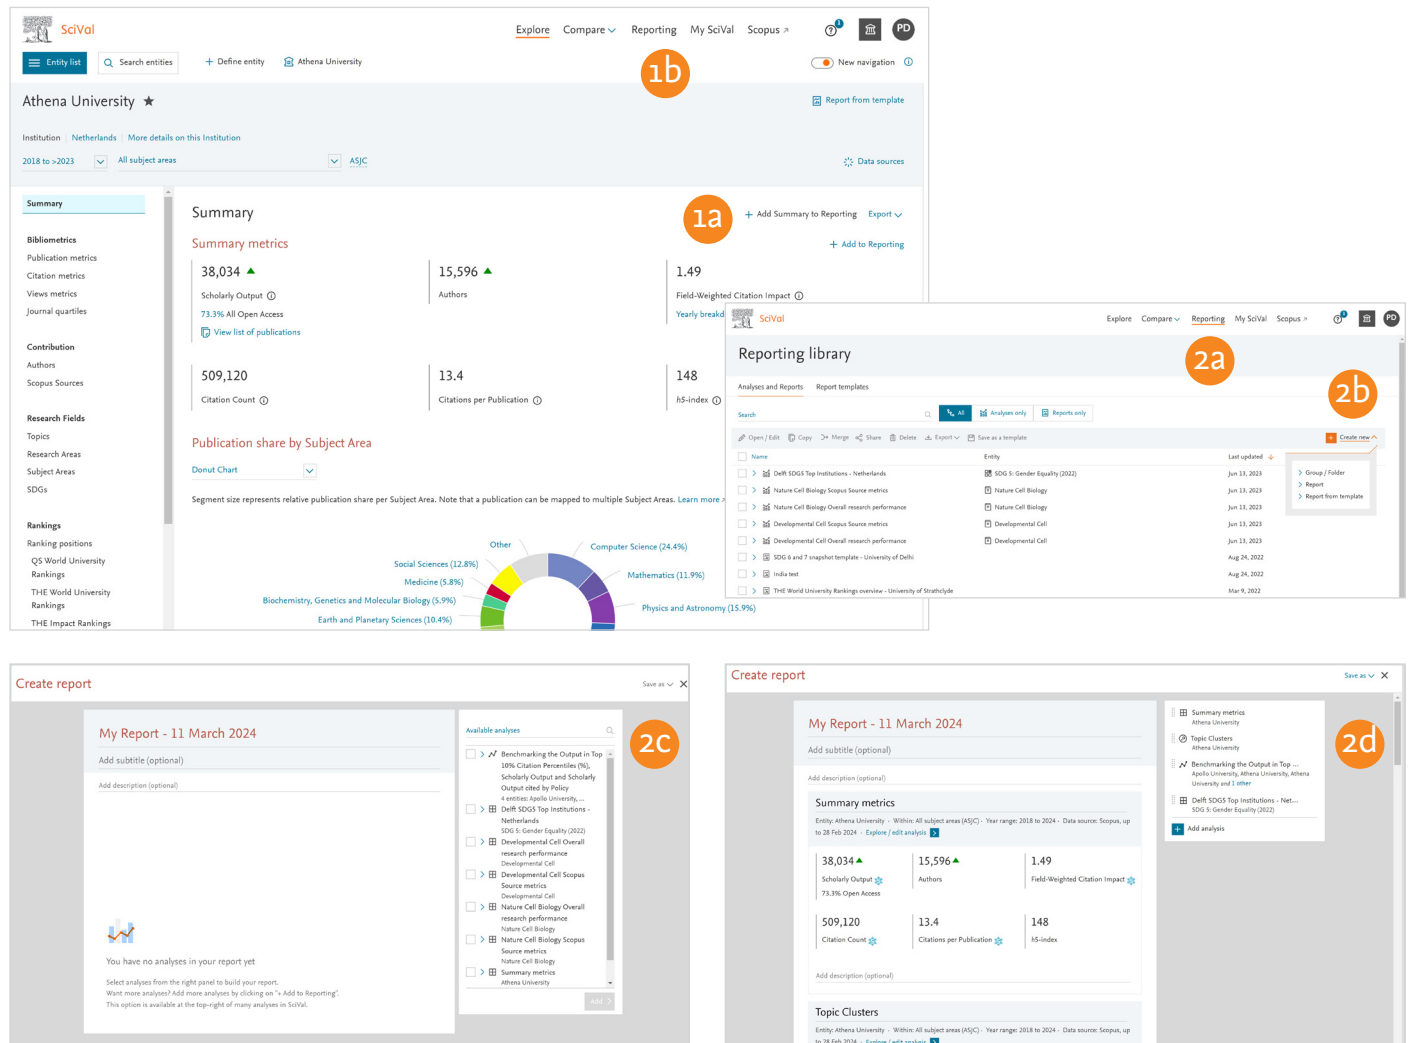 SciVal
Explore Compare Reporting My SciVal Scopus
PD
Entity list Search entities + Define entity Athena University
1b
New navigation
Athena University
Report from template
Institution Netherlands More details on this Institution
2018 to >2023 All subject areas ASJC
Data sources
Summary
Bibliometrics
Publication metrics
Citation metrics
Views metrics
Journal quartiles
Contribution
Authors
Scopus Sources
Research Fields
Topics
Research Areas
Subject Areas
SDGs
Rankings
Ranking positions
QS World University
Rankings
THE World University
Rankings
THE Impact Rankings
Summary
1a
+ Add Summary to Reporting Export
Summary metrics
+ Add to Reporting
38,034
Scholarly Output
73.3% All Open Access
View list of publications
15,596
Authors
1.49
Field-Weighted Citation Impact
Yearly breakd
509,120
Citation Count
13.4
Citations per Publication
148
h5-index
Publication share by Subject Area
Donut Chart
Segment size represents relative publication share per Subject Area. Note that a publication can be mapped to multiple Subject Areas. Learn more
Other
Computer Science (24.4%)
Social Sciences (12.8%)
Mathematics (11.9%)
Medicine (5.8%)
Biochemistry, Genetics and Molecular Biology (5.9%)
Physics and Astronomy (15.9%)
Earth and Planetary Sciences (10.4%)
SciVal
Explore Compare Reporting My SciVal Scopus
PD
Reporting library
2a
2b
Analyses and Reports Report templates
Search
All Analyses only Reports only
Open / Edit Copy Merge Share Delete Export Save as a template
+ Create new
Name Entity Last updated
Delft SDG5 Top Institutions - Netherlands SDG 5: Gender Equality (2022) Jun 13, 2023
Nature Cell Biology Scopus Source metrics Nature Cell Biology Jun 13, 2023
Nature Cell Biology Overall research performance Nature Cell Biology Jun 13, 2023
Developmental Cell Scopus Source metrics Developmental Cell Jun 13, 2023
Developmental Cell Overall research performance Developmental Cell Jun 13, 2023
SDG 6 and 7 snapshot template - University of Delhi Aug 24, 2022
India test Aug 24, 2022
THE World University Rankings overview - University of Strathclyde Mar 9, 2022
Group / Folder
Report
Report from template
Create report
Save as
My Report - 11 March 2024
Add subtitle (optional)
Add description (optional)
You have no analyses in your report yet
Select analyses from the right panel to build your report.
Want more analyses? Add more analyses by clicking on "+ Add to Reporting".
This option is available at the top-right of many analyses in SciVal.
Available analyses
2c
Benchmarking the Output in Top
10% Citation Percentiles (%),
Scholarly Output and Scholarly
Output cited by Policy
4 entities: Apollo University, ...
Delft SDG5 Top Institutions -
Netherlands
SDG 5: Gender Equality (2022)
Developmental Cell Overall
research performance
Developmental Cell
Developmental Cell Scopus
Source metrics
Developmental Cell
Nature Cell Biology Overall
research performance
Nature Cell Biology
Nature Cell Biology Scopus
Source metrics
Nature Cell Biology
Summary metrics
Athena University
Add
Create report
Save as
My Report - 11 March 2024
Add subtitle (optional)
Add description (optional)
Summary metrics
Entity: Athena University · Within: All subject areas (ASJC) · Year range: 2018 to 2024 · Data source: Scopus, up
to 28 Feb 2024 · Explore / edit analysis
38,034
Scholarly Output
73.3% Open Access
15,596
Authors
1.49
Field-Weighted Citation Impact
509,120
Citation Count
13.4
Citations per Publication
148
h5-index
Add description (optional)
Topic Clusters
Entity: Athena University · Within: All subject areas (ASJC) · Year range: 2018 to 2024 · Data source: Scopus, up
to 28 Feb 2024 · Explore / edit analysis
Summary metrics
Athena University
Topic Clusters
Athena University
2d
Benchmarking the Output in Top ...
Apollo University, Athena University, Athena
University and 1 other
Delft SDG5 Top Institutions - Net...
SDG 5: Gender Equality (2022)
+ Add analysis